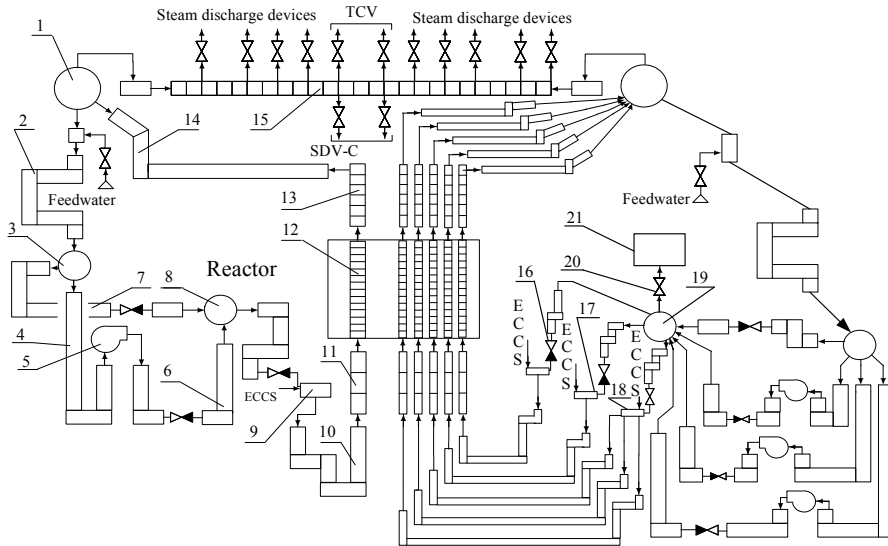 Steam discharge devices
TCV
Steam discharge devices
1
2
14
15
SDV-C
Feedwater
13
Feedwater
3
12
21
Reactor
16
20
19
7
8
17
E
C
C
S
E
C
C
S
E
C
C
S
4
5
11
6
ECCS
18
9
10